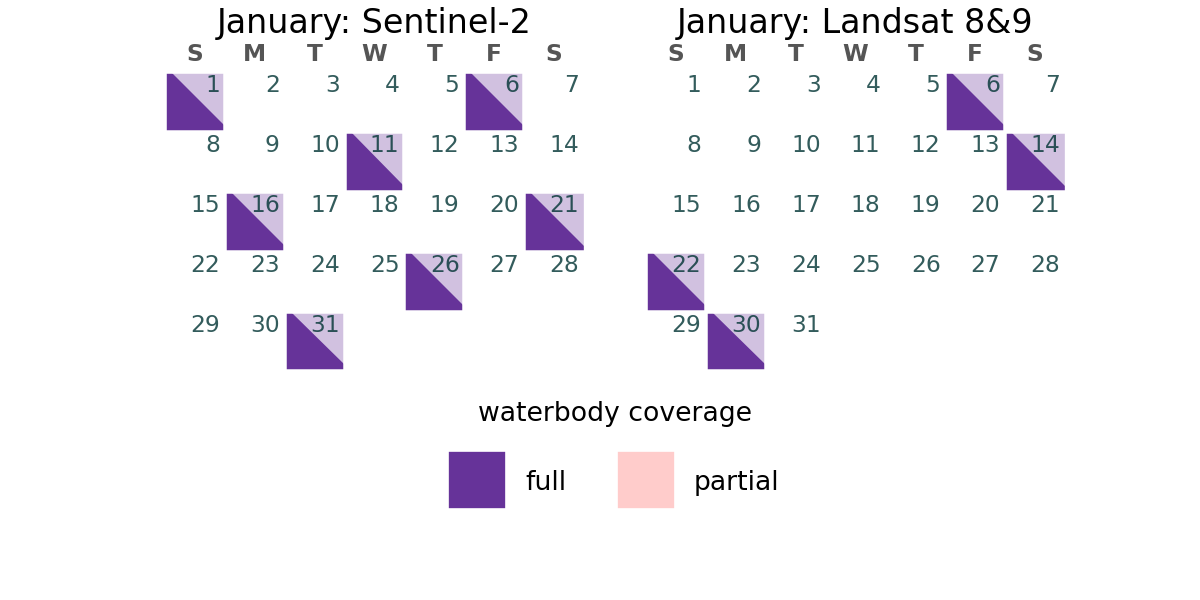 January: Sentinel-2
S M T W T F S
1 2 3 4 5 6 7
8 9 10 11 12 13 14
15 16 17 18 19 20 21
22 23 24 25 26 27 28
29 30 31
January: Landsat 8&9
S M T W T F S
1 2 3 4 5 6 7
8 9 10 11 12 13 14
15 16 17 18 19 20 21
22 23 24 25 26 27 28
29 30 31
waterbody coverage
full
partial